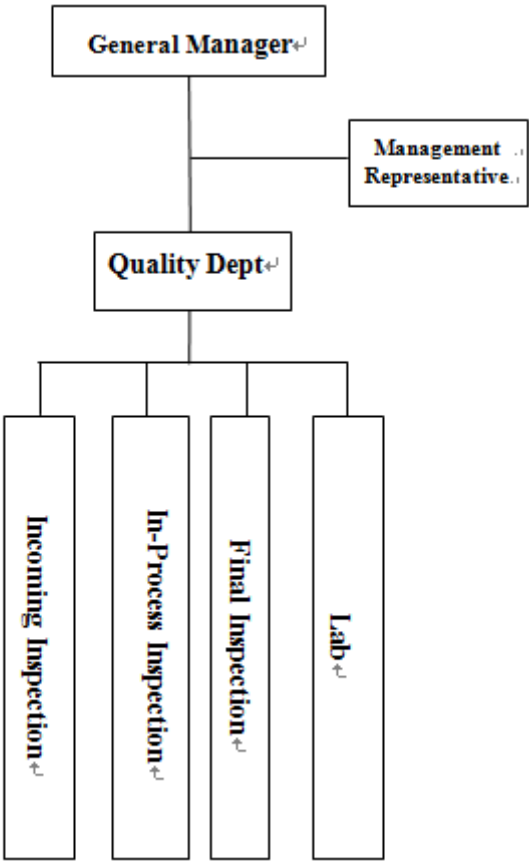 General Manager
Management
Representative
Quality Dept
Incoming Inspection
In-Process Inspection
Final Inspection
Lab